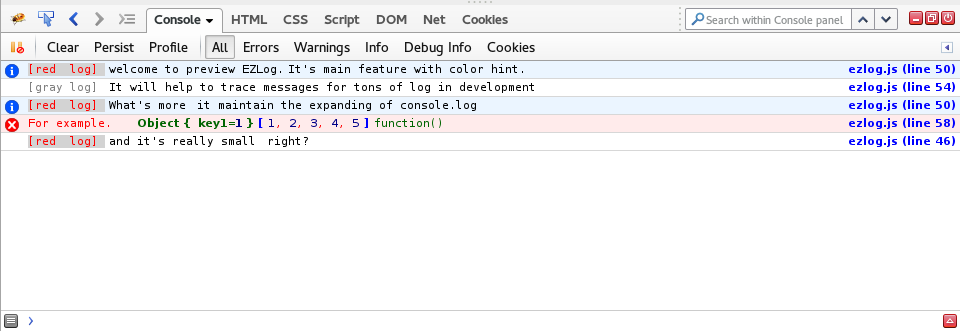 Console HTML CSS Script DOM Net Cookies Search within Console panel
Clear Persist Profile All Errors Warnings Info Debug Info Cookies
[red log] welcome to preview EZLog. It's main feature with color hint. ezlog.js (line 50)
[gray log] It will help to trace messages for tons of log in development ezlog.js (line 54)
[red log] What's more it maintain the expanding of console.log ezlog.js (line 50)
For example. Object { key1=1 } [ 1, 2, 3, 4, 5 ] function() ezlog.js (line 58)
[red log] and it's really small right? ezlog.js (line 46)